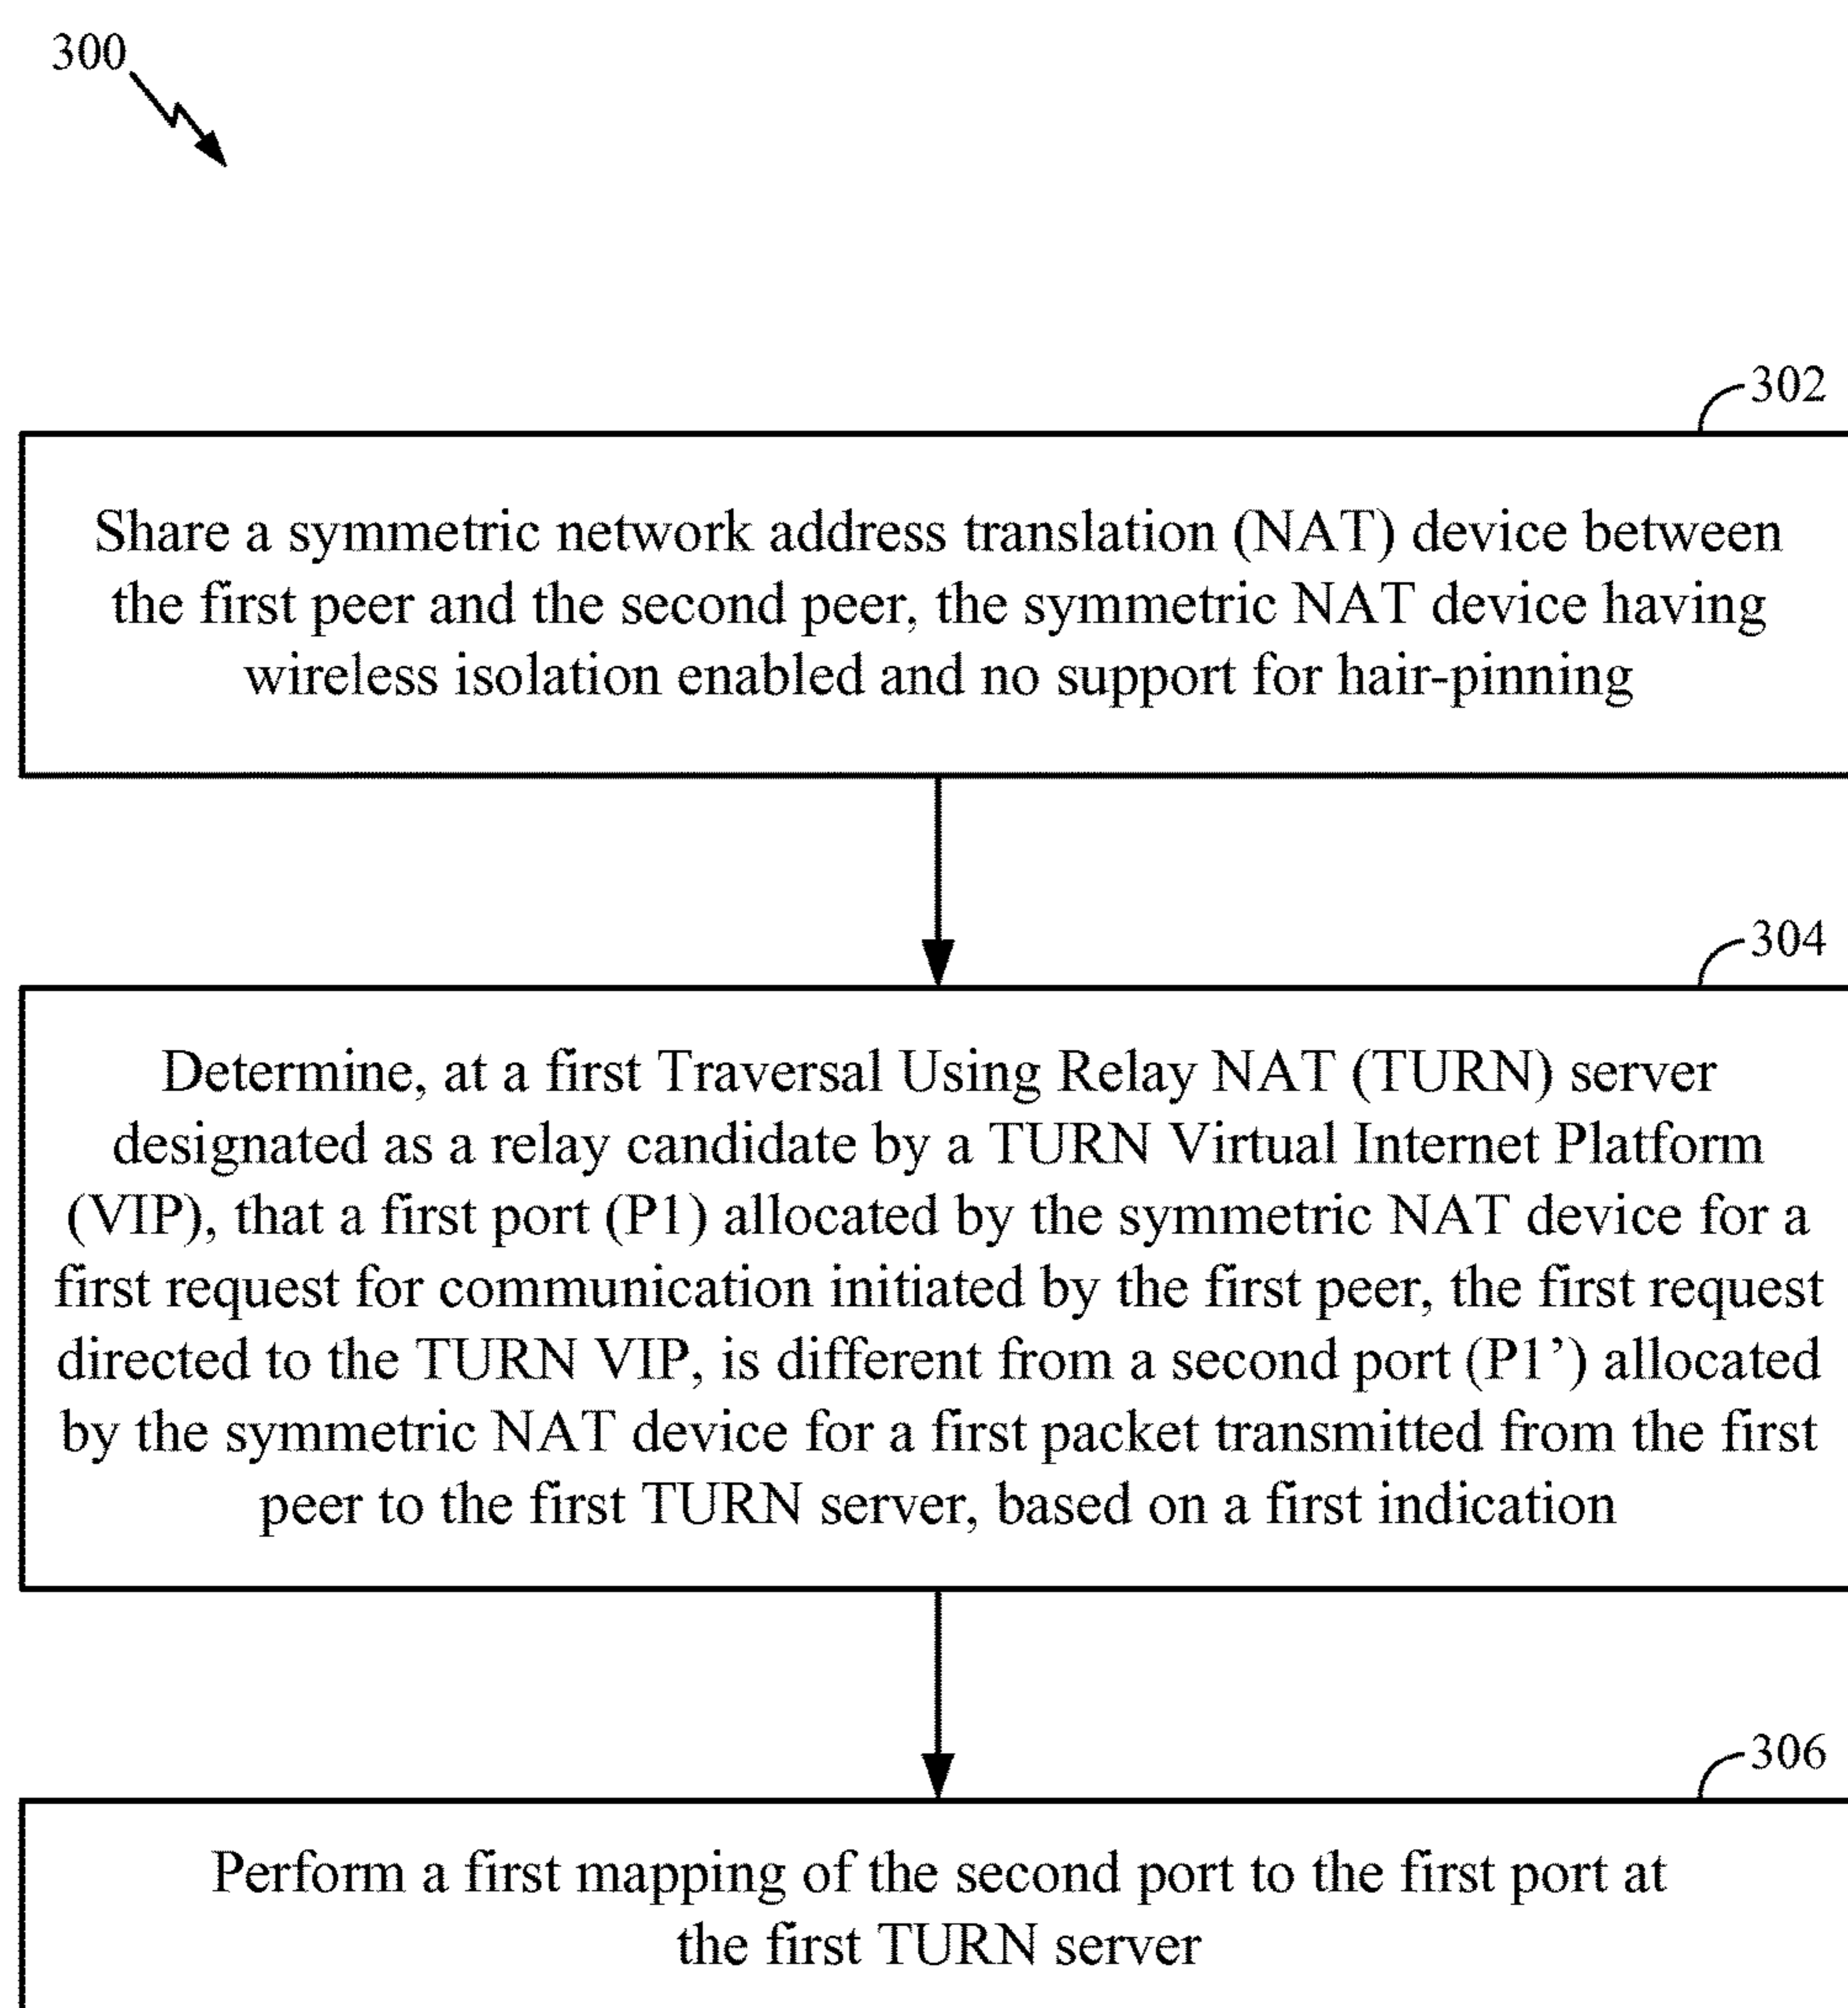 300
302
Share a symmetric network address translation (NAT) device between
the first peer and the second peer, the symmetric NAT device having
wireless isolation enabled and no support for hair-pinning
304
Determine, at a first Traversal Using Relay NAT (TURN) server
designated as a relay candidate by a TURN Virtual Internet Platform
(VIP), that a first port (P1) allocated by the symmetric NAT device for a
first request for communication initiated by the first peer, the first request
directed to the TURN VIP, is different from a second port (P1’) allocated
by the symmetric NAT device for a first packet transmitted from the first
peer to the first TURN server, based on a first indication
306
Perform a first mapping of the second port to the first port at
the first TURN server